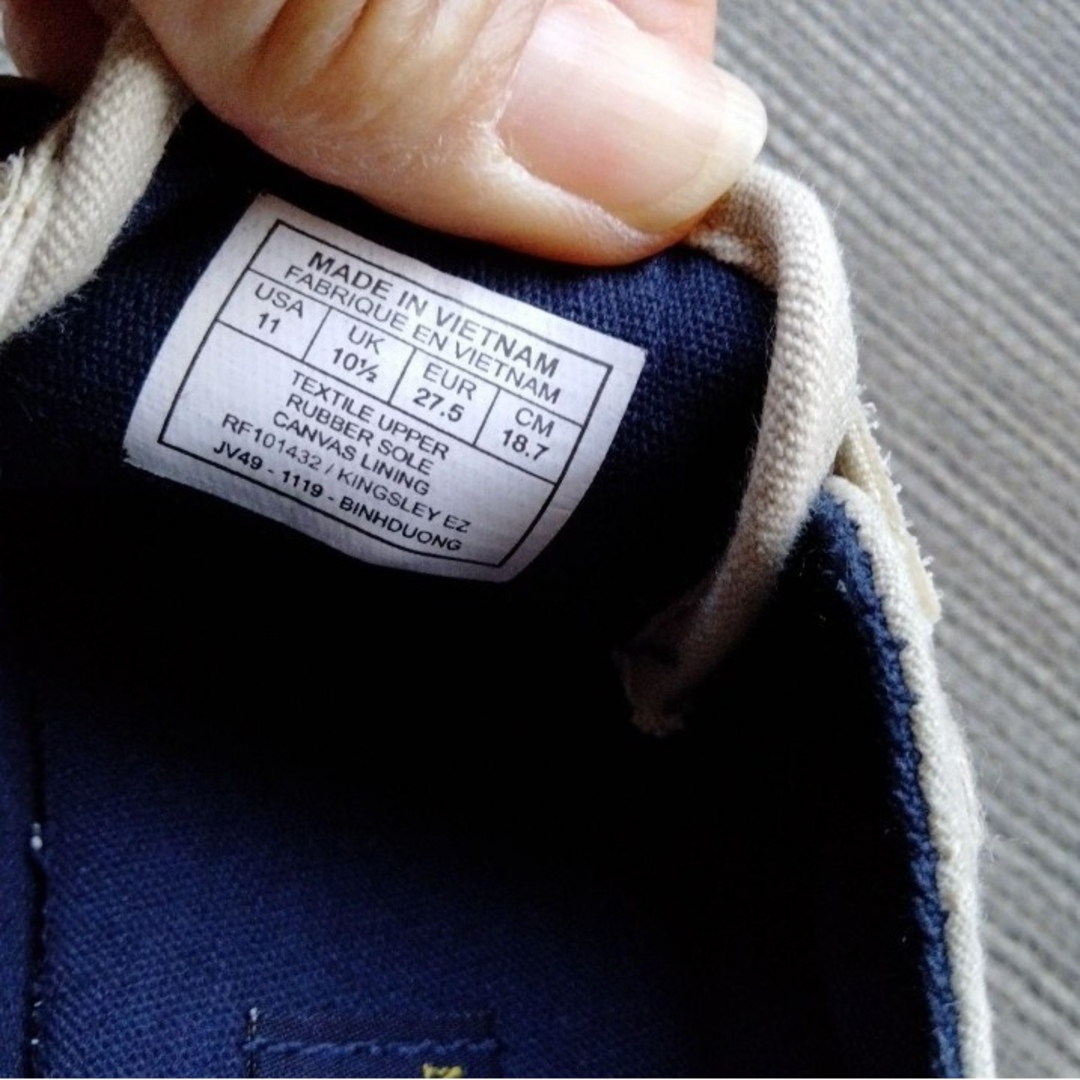 MADE IN VIETNAM
FABRIQUE EN VIETNAM
USA UK EUR CM
11 10½ 27.5 18.7
TEXTILE UPPER
RUBBER SOLE
CANVAS LINING
RF101432 / KINGSLEY EZ
JV49 - 1119 - BINHDUONG